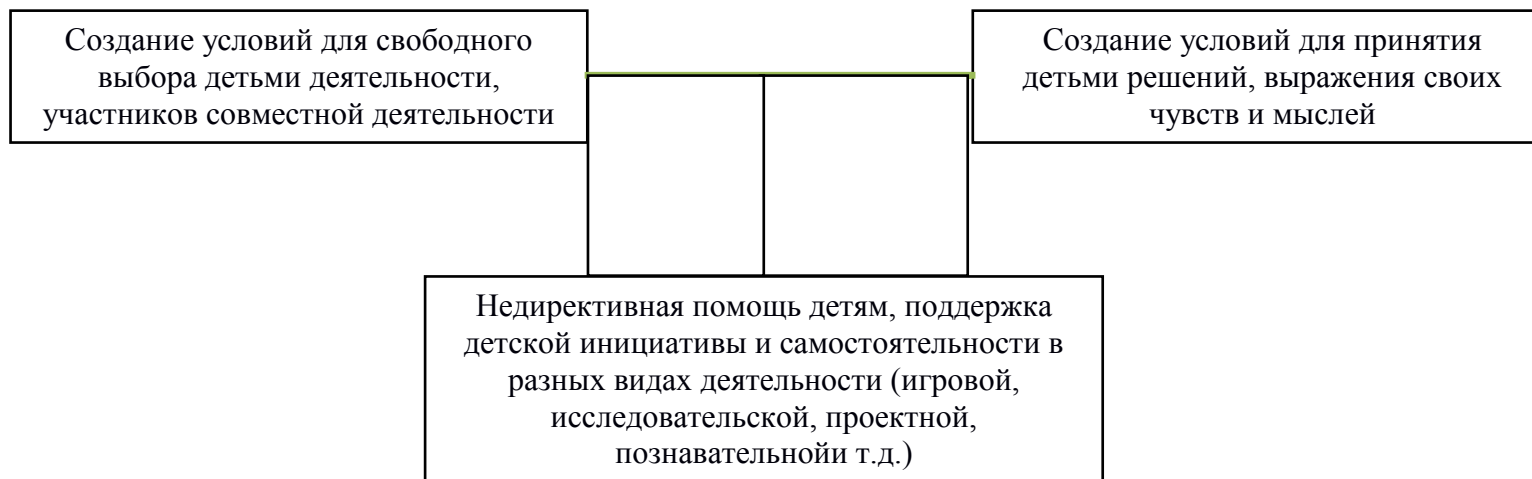 Создание условий для свободного
выбора детьми деятельности,
участников совместной деятельности
Создание условий для принятия
детьми решений, выражения своих
чувств и мыслей
Недирективная помощь детям, поддержка
детской инициативы и самостоятельности в
разных видах деятельности (игровой,
исследовательской, проектной,
познавательнойи т.д.)